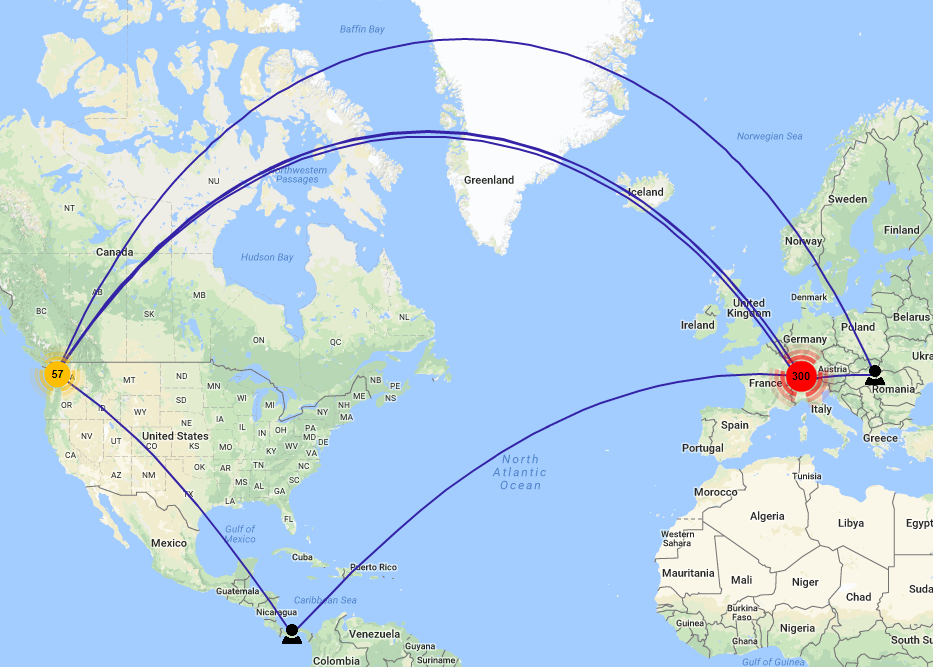 Baffin Bay
Norwegian Sea
Northwestern
Passages
Greenland
Iceland
NU
NT
Sweden
Finland
Norway
Canada
Hudson Bay
AB
BC
SK
MB
ON
QC
NL
Denmark
United
Kingdom
Ireland
Belarus
Poland
Germany
Ukra
57
300
Austria
France
Romania
Italy
Spain
Portugal
Greece
MT
ND
MN
NB
PE
NS
ME
OR
ID
WY
SD
WI
MI
NH
NY
MA
NE
IA
IL
IN
OH
PA
MD
NV
UT
United States
CO
KS
MO
KY
WV
VA
DE
CA
AZ
NM
OK
AR
TN
NC
SC
MS
AL
GA
TX
LA
FL
North
Atlantic
Ocean
Tunisia
Morocco
Algeria
Libya
Egypt
Western
Sahara
Gulf of
Mexico
Mexico
Cuba
Puerto Rico
Guatemala
Caribbean Sea
Nicaragua
Venezuela
Guyana
Suriname
Colombia
Mauritania
Mali
Niger
Chad
Suda
Burkina
Faso
Guinea
Ghana
Nigeria
South Su
Gulf of Guinea